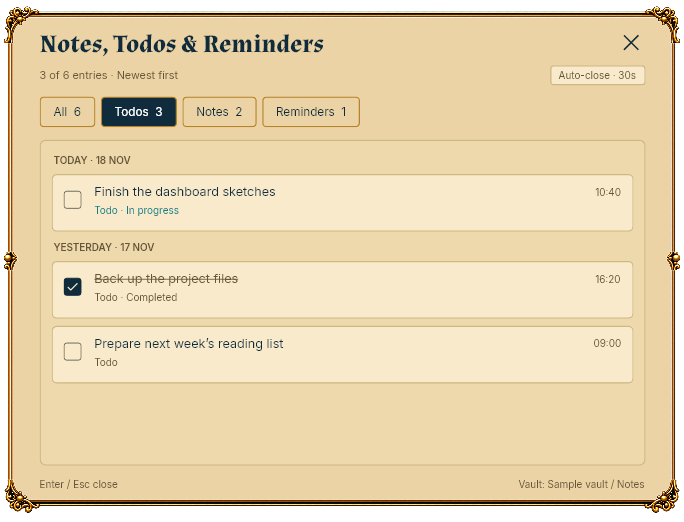 Notes, Todos & Reminders
3 of 6 entries · Newest first
Auto-close · 30s
All 6
Todos 3
Notes 2
Reminders 1
TODAY · 18 NOV
Finish the dashboard sketches
10:40
Todo · In progress
YESTERDAY · 17 NOV
Back up the project files
16:20
Todo · Completed
Prepare next week’s reading list
09:00
Todo
Enter / Esc close
Vault: Sample vault / Notes